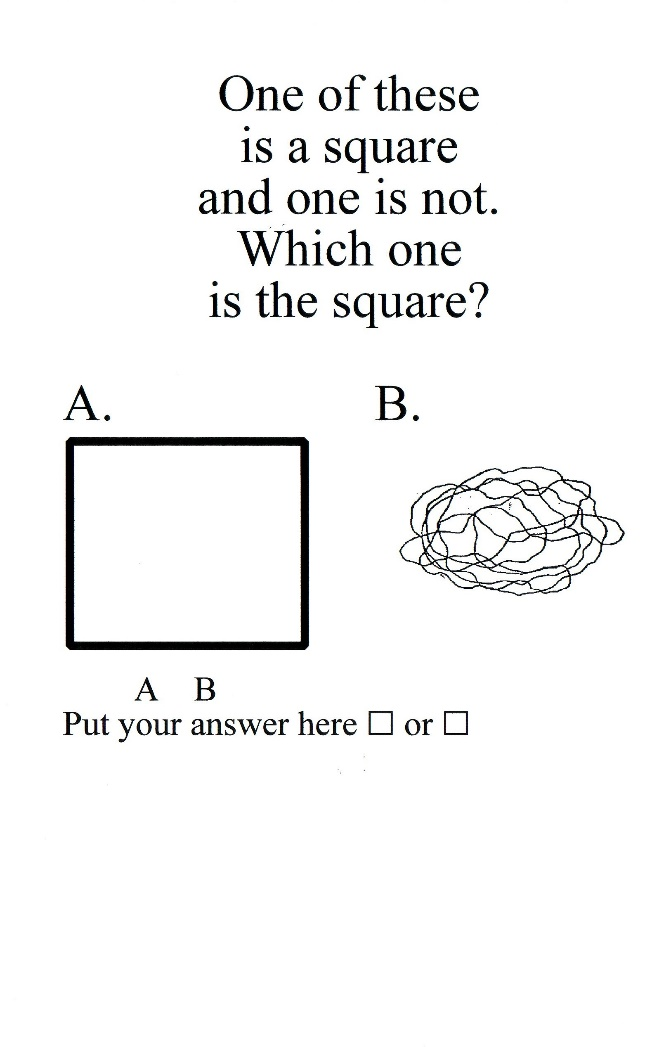 One of these
is a square
and one is not.
Which one
is the square?
A. B.
A B
Put your answer here □ or □